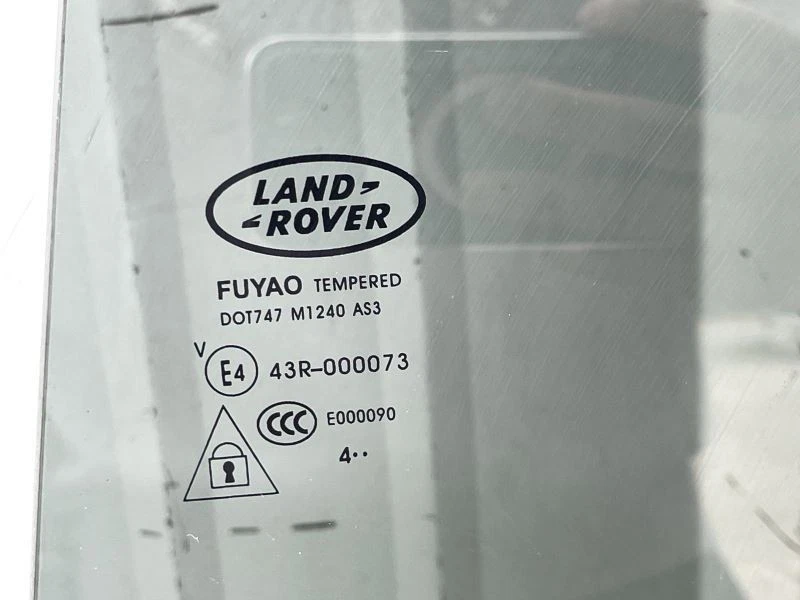 LAND
ROVER
FUYAO TEMPERED
DOT747 M1240 AS3
V
E4 43R-000073
CCC E000090
4••